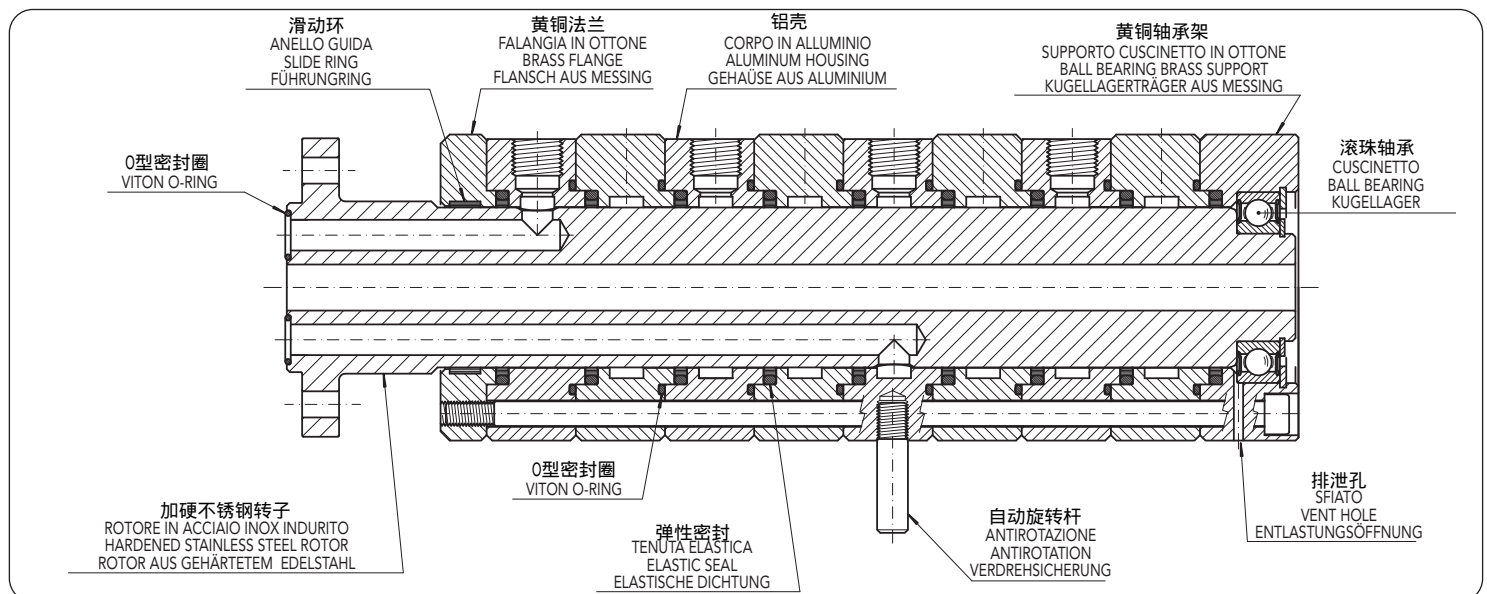 滑动环
ANELLO GUIDA
SLIDE RING
FÜHRUNGRING
黄铜法兰
FALANGIA IN OTTONE
BRASS FLANGE
FLANSCH AUS MESSING
铝壳
CORPO IN ALLUMINIO
ALUMINUM HOUSING
GEHAÜSE AUS ALUMINIUM
黄铜轴承架
SUPPORTO CUSCINETTO IN OTTONE
BALL BEARING BRASS SUPPORT
KUGELLAGERTRÄGER AUS MESSING
O型密封圈
VITON O-RING
滚珠轴承
CUSCINETTO
BALL BEARING
KUGELLAGER
O型密封圈
VITON O-RING
加硬不锈钢转子
ROTORE IN ACCIAIO INOX INDURITO
HARDENED STAINLESS STEEL ROTOR
ROTOR AUS GEHÄRTETEM EDELSTAHL
弹性密封
TENUTA ELASTICA
ELASTIC SEAL
ELASTISCHE DICHTUNG
自动旋转杆
ANTIROTAZIONE
ANTIROTATION
VERDREHSICHERUNG
排泄孔
SFIATO
VENT HOLE
ENTLASTUNGSÖFFNUNG